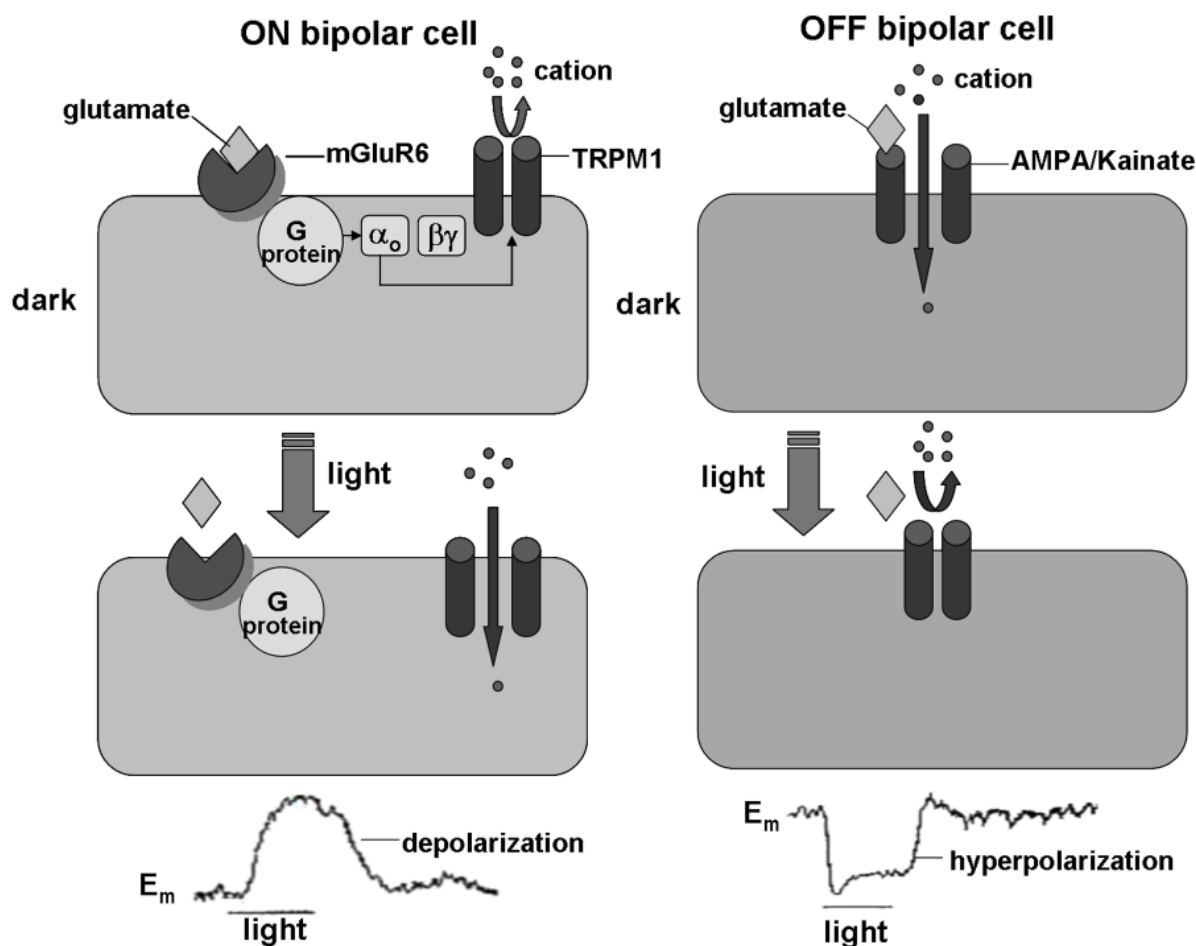 ON bipolar cell
cation
glutamate
mGluR6
TRPM1
G
protein
αo
βγ
dark
light
G
protein
depolarization
Em
light
OFF bipolar cell
cation
glutamate
AMPA/Kainate
dark
light
Em
hyperpolarization
light